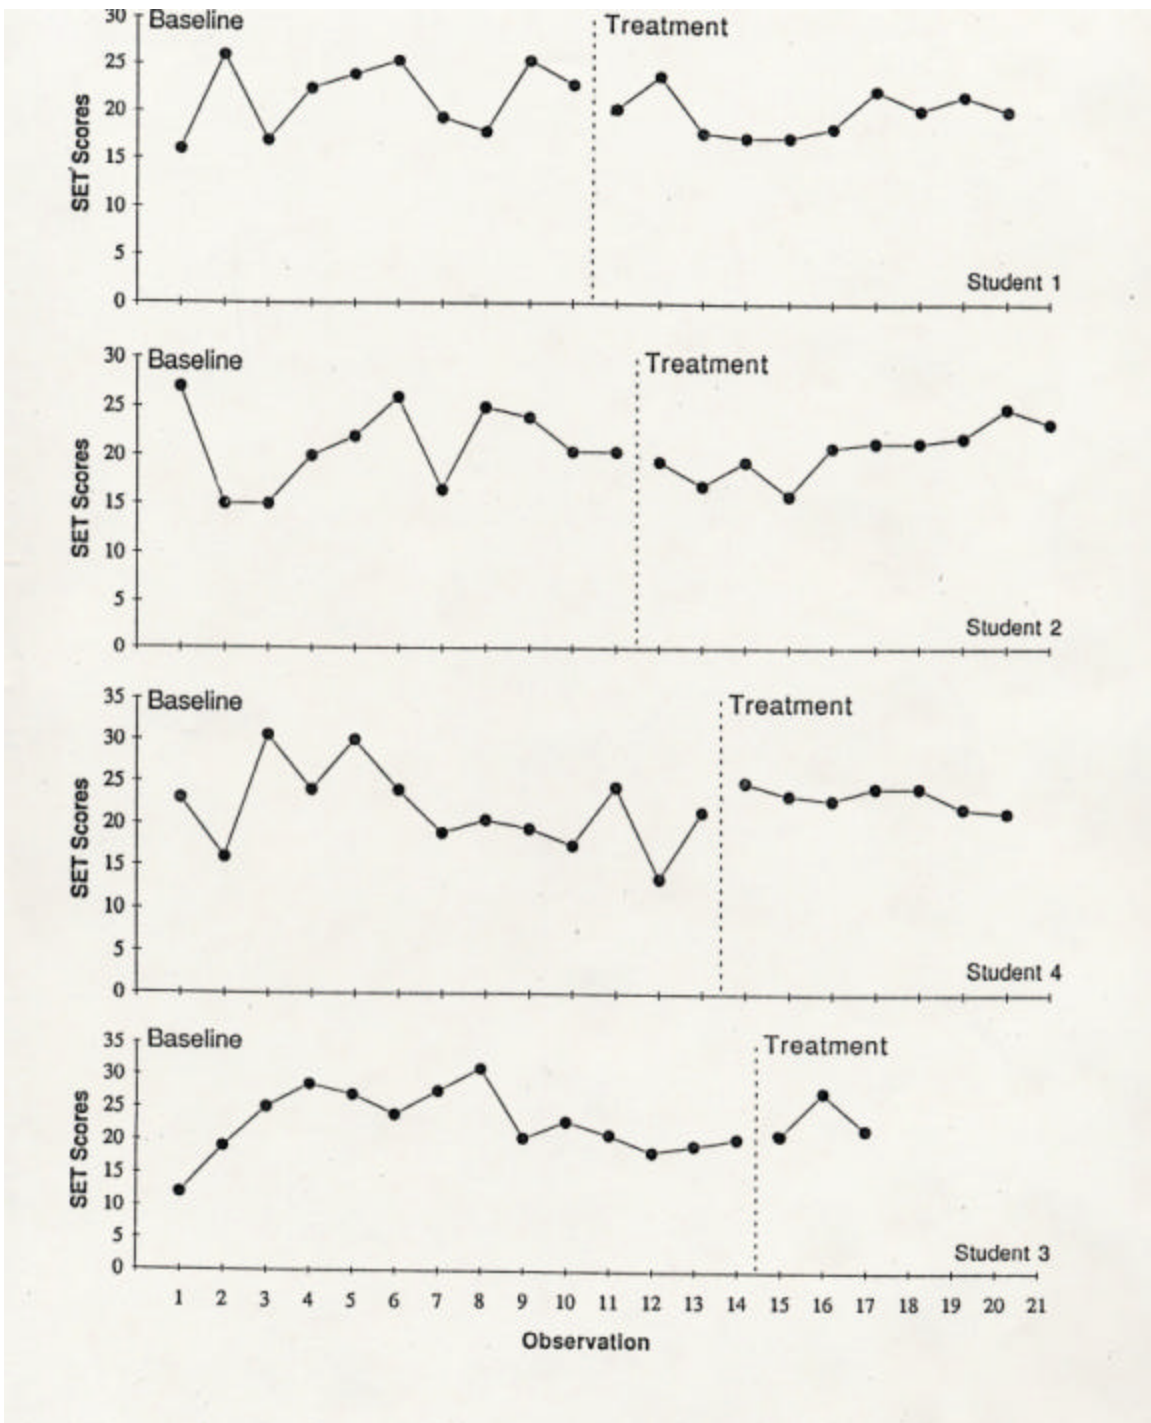 Baseline
Treatment
30
25
20
15
10
5
0
SET Scores
Student 1
Baseline
Treatment
30
25
20
15
10
5
0
SET Scores
Student 2
Baseline
Treatment
35
30
25
20
15
10
5
0
SET Scores
Student 4
Baseline
Treatment
35
30
25
20
15
10
5
0
SET Scores
Student 3
1 2 3 4 5 6 7 8 9 10 11 12 13 14 15 16 17 18 19 20 21
Observation